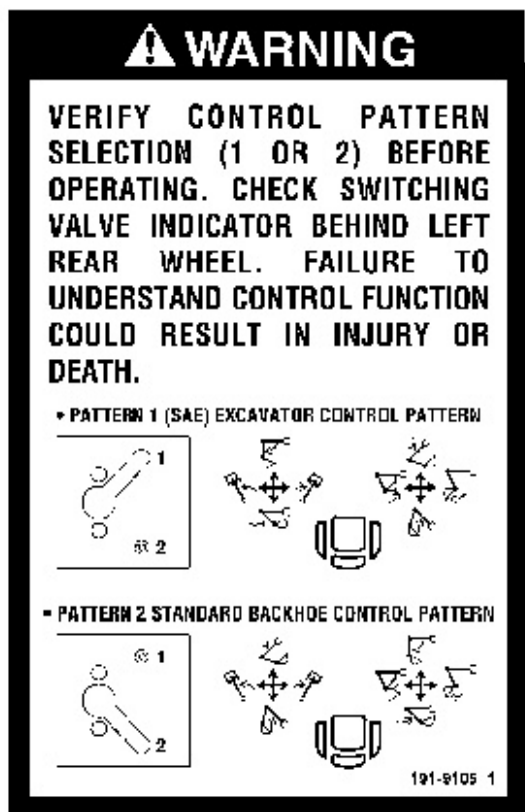 WARNING
VERIFY CONTROL PATTERN
SELECTION (1 OR 2) BEFORE
OPERATING. CHECK SWITCHING
VALVE INDICATOR BEHIND LEFT
REAR WHEEL. FAILURE TO
UNDERSTAND CONTROL FUNCTION
COULD RESULT IN INJURY OR
DEATH.
• PATTERN 1 (SAE) EXCAVATOR CONTROL PATTERN
1
2
• PATTERN 2 STANDARD BACKHOE CONTROL PATTERN
1
2
191-9105 1